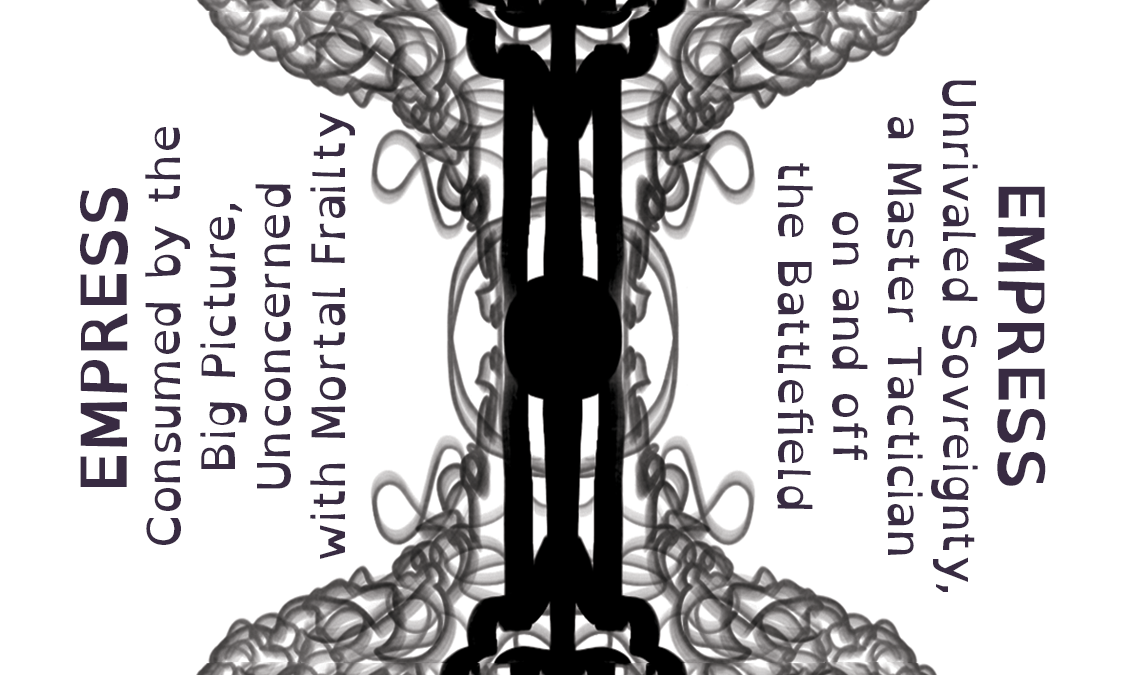 EMPRESS
Consumed by the
Big Picture,
Unconcerned
with Mortal Frailty
EMPRESS
Unrivaled Sovreignty,
a Master Tactician
on and off
the Battlefield